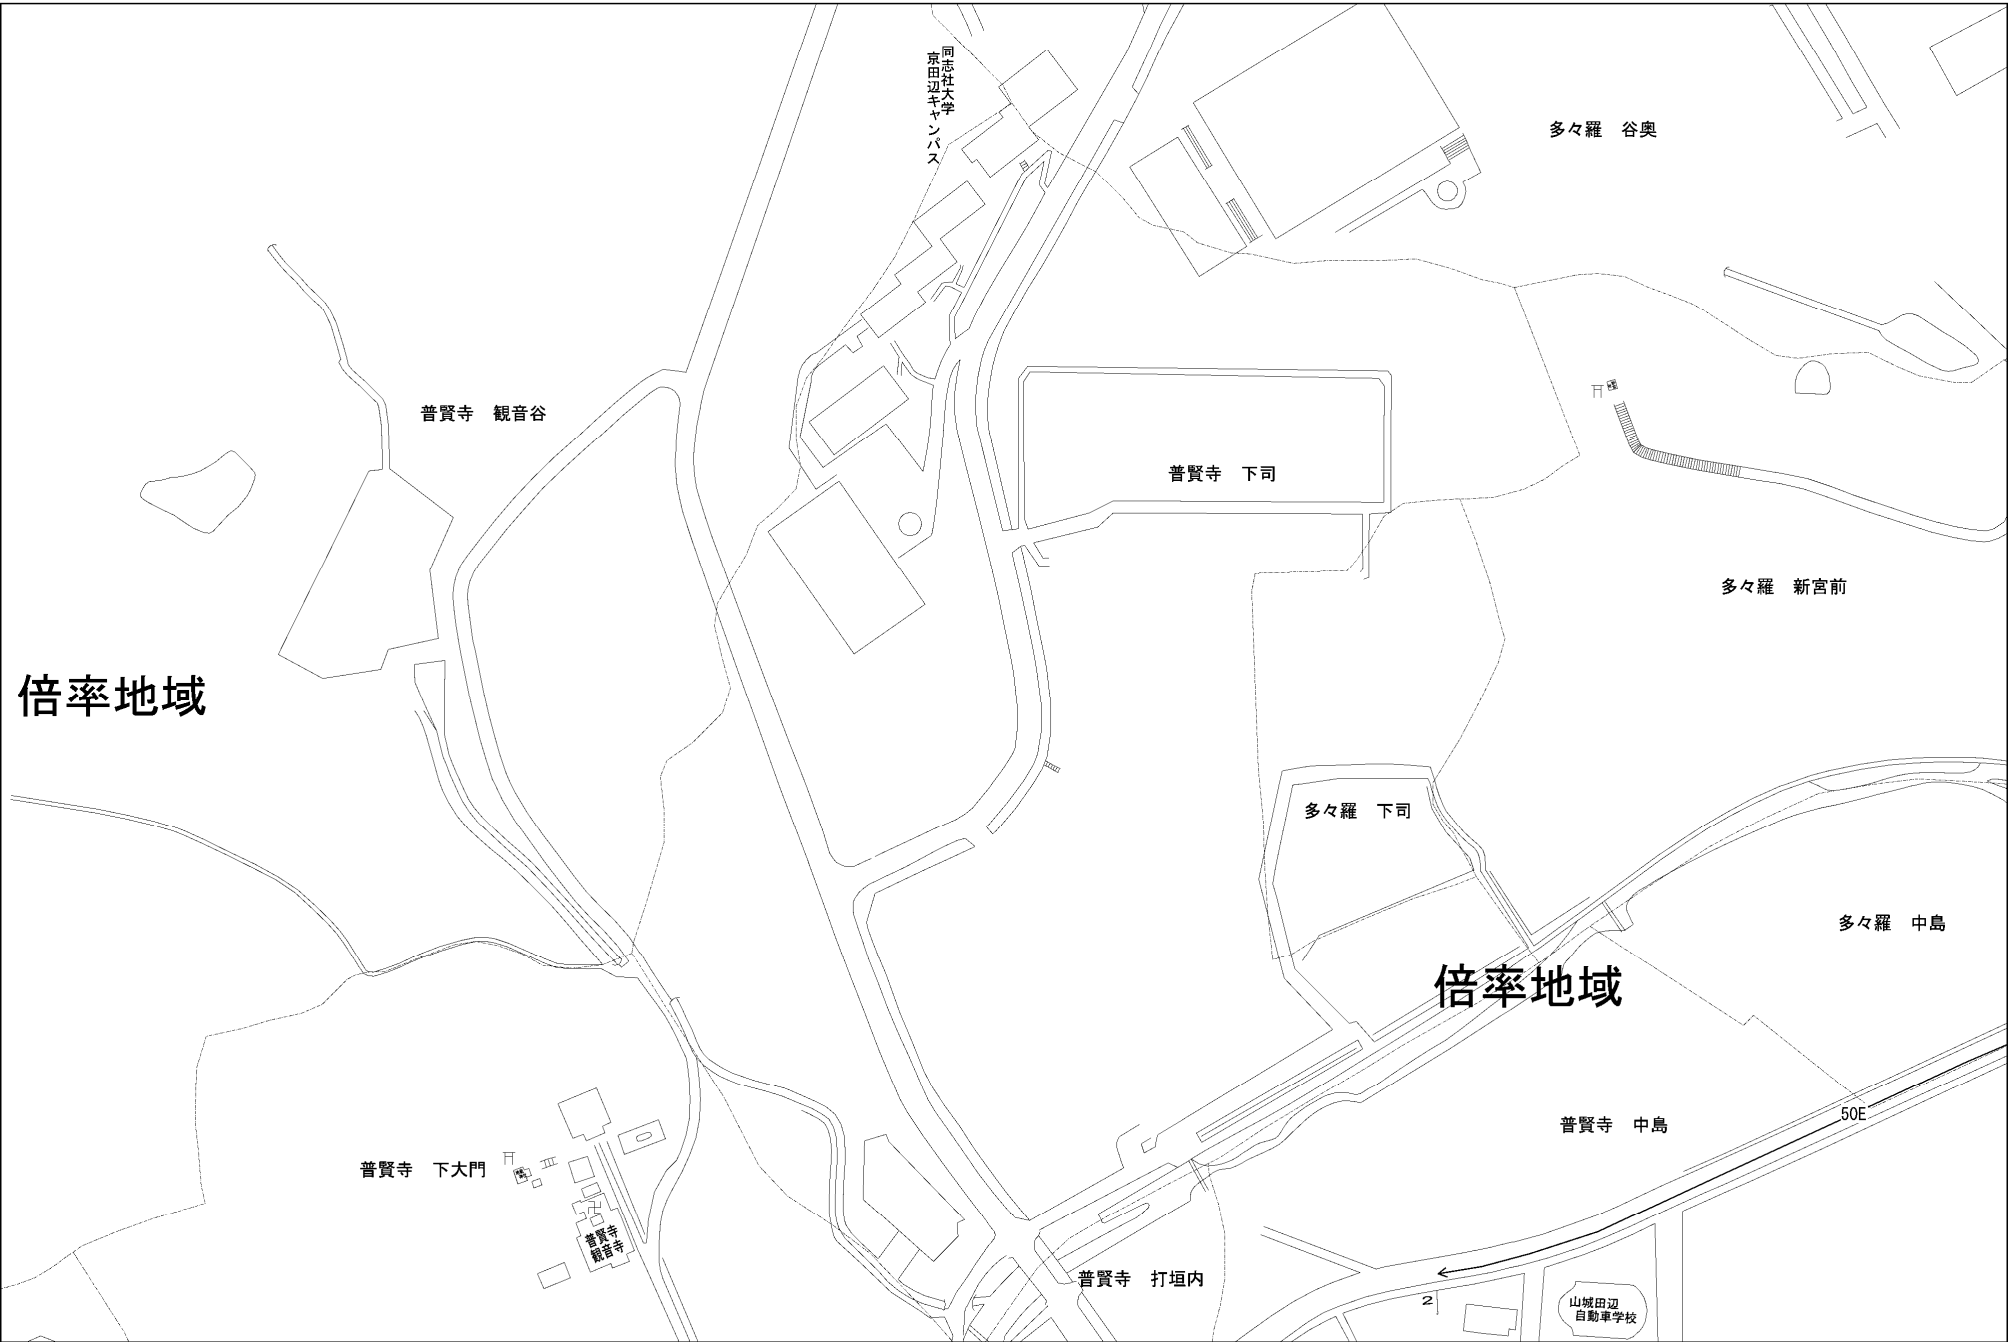 同志社大学
京田辺キャンパス
多々羅　谷奥
普賢寺　観音谷
普賢寺　下司
多々羅　新宮前
倍率地域
多々羅　下司
多々羅　中島
倍率地域
50E
普賢寺　中島
普賢寺　下大門
普賢寺
観音寺
普賢寺　打垣内
2
山城田辺
自動車学校